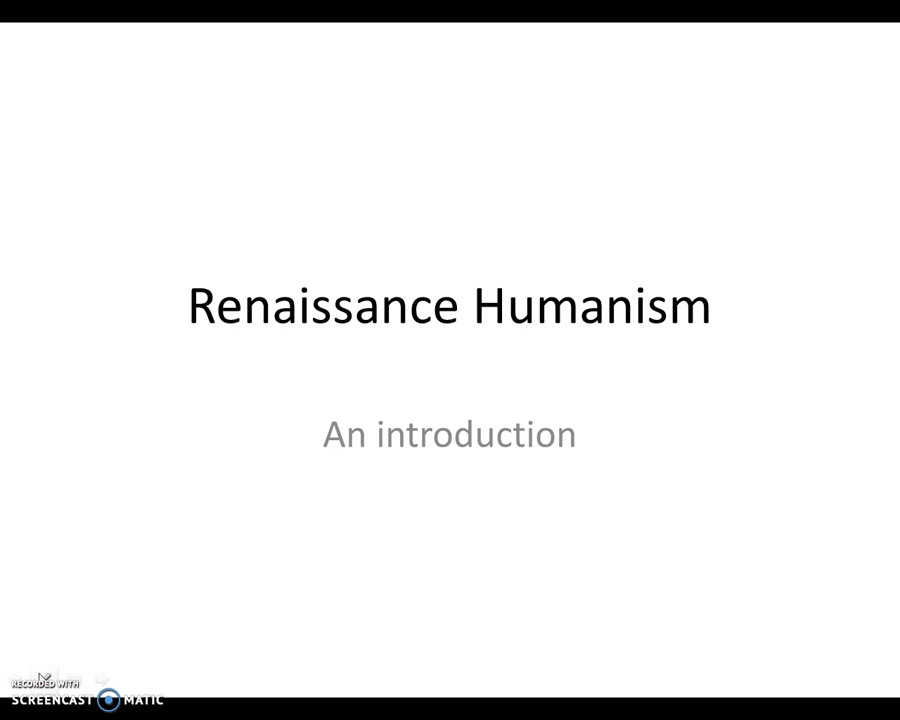 Renaissance Humanism
An introduction
RECORDED WITH
SCREENCAST MATIC